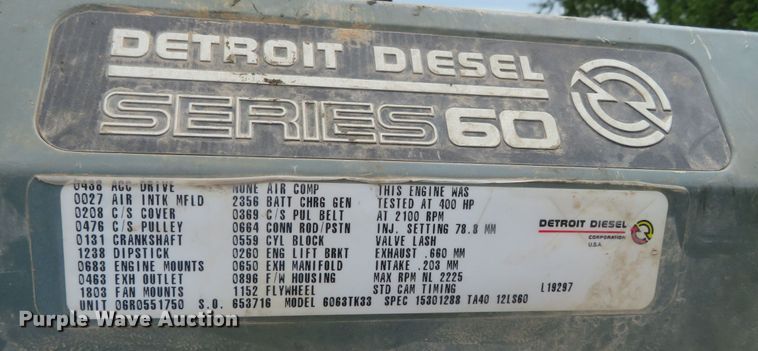 DETROIT DIESEL
SERIES 60
0438 ACC DRIVE NONE AIR COMP THIS ENGINE WAS
0027 AIR INTK MFLD 2356 BATT CHRG GEN TESTED AT 400 HP
0208 C/S COVER 0369 C/S PUL BELT AT 2100 RPM
0476 C/S PULLEY 0664 CONN ROD/PSTN INJ. SETTING 78.8 MM
0131 CRANKSHAFT 0559 CYL BLOCK VALVE LASH
1238 DIPSTICK 0260 ENG LIFT BRKT EXHAUST .660 MM
0683 ENGINE MOUNTS 0650 EXH MANIFOLD INTAKE .203 MM
0463 EXH OUTLET 0896 F/W HOUSING MAX RPM NL 2225
1803 FAN MOUNTS 1152 FLYWHEEL STD CAM TIMING L19297
UNIT 06R0551750 S.O. 653716 MODEL 6063TK33 SPEC 15301288 TA40 12LS60
DETROIT DIESEL
CORPORATION
U.S.A.
Purple Wave Auction